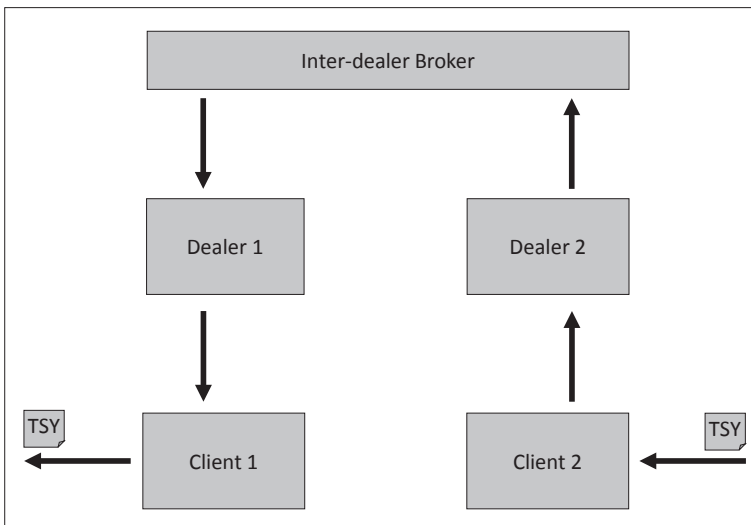 Inter-dealer Broker
Dealer 1
Dealer 2
TSY
TSY
Client 1
Client 2